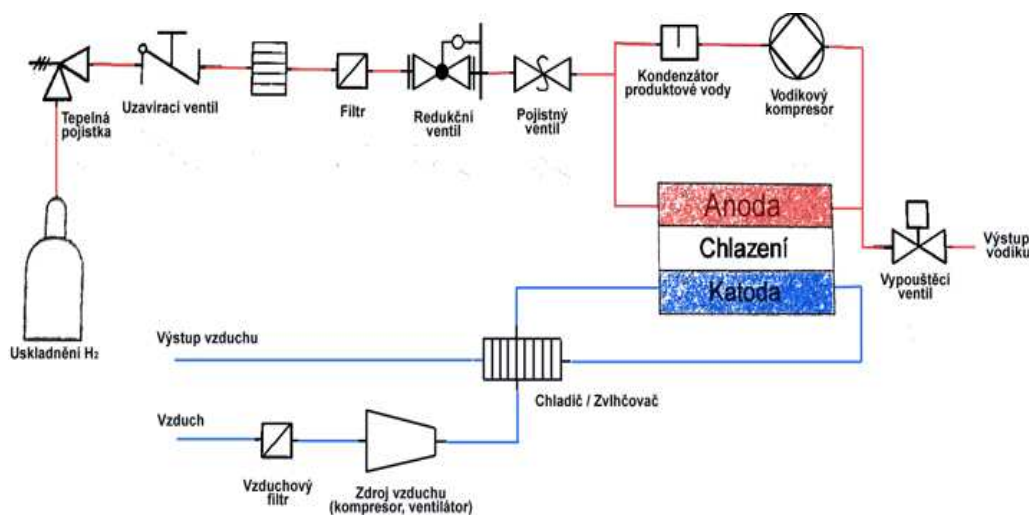 Tepelná
pojistka
Uzavírací ventil
Filtr
Redukční
ventil
Pojistný
ventil
Kondenzátor
produktové vody
Vodíkový
kompresor
Anoda
Chlazení
Katoda
Výstup
vodíku
Vypouštěcí
ventil
Uskladnění H₂
Výstup vzduchu
Chladič / Zvlhčovač
Vzduch
Vzduchový
filtr
Zdroj vzduchu
(kompresor, ventilátor)